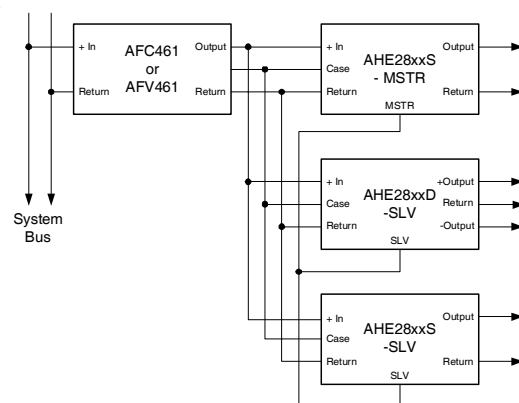 + In
Return
AFC461
or
AFV461
Output
Return
System
Bus
+ In
Case
Return
AHE28xxS
- MSTR
Output
Return
MSTR
+ In
Case
Return
AHE28xxD
-SLV
+Output
Return
-Output
SLV
+ In
Case
Return
AHE28xxS
-SLV
Output
Return
SLV